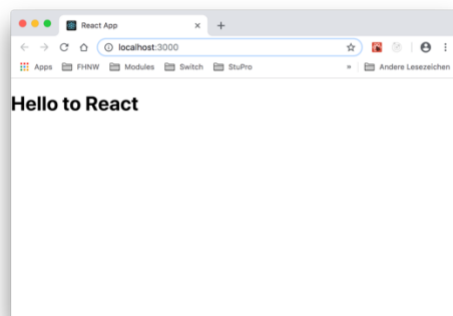 React App
localhost:3000
Apps FHNW Modules Switch StuPro » Andere Lesezeichen
Hello to React